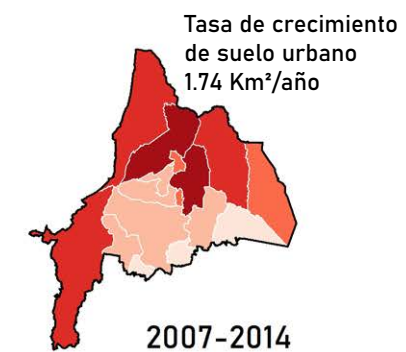 Tasa de crecimiento
de suelo urbano
1.74 Km²/año
2007-2014